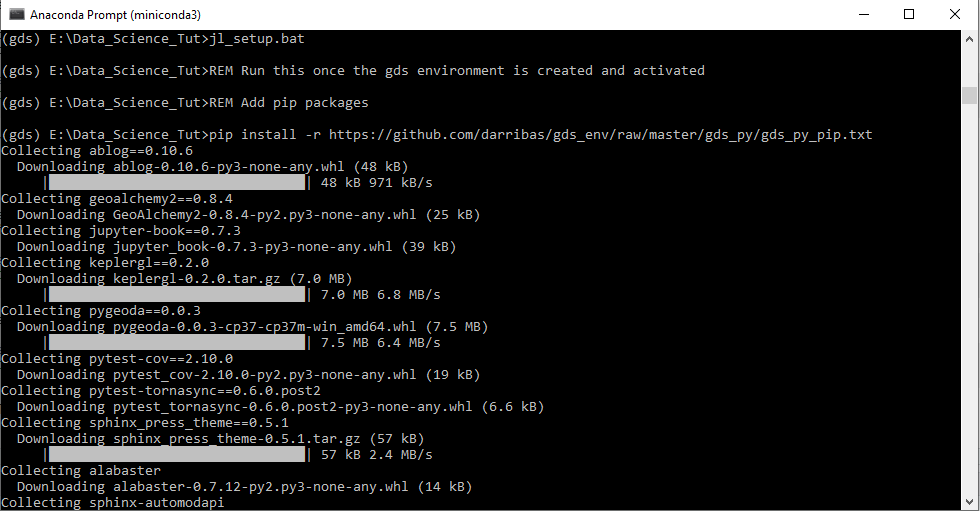 Anaconda Prompt (miniconda3)
(gds) E:\Data_Science_Tut>jl_setup.bat
(gds) E:\Data_Science_Tut>REM Run this once the gds environment is created and activated
(gds) E:\Data_Science_Tut>REM Add pip packages
(gds) E:\Data_Science_Tut>pip install -r https://github.com/darribas/gds_env/raw/master/gds_py/gds_py_pip.txt
Collecting ablog==0.10.6
  Downloading ablog-0.10.6-py3-none-any.whl (48 kB)
     |████████████████████████████████| 48 kB 971 kB/s
Collecting geoalchemy2==0.8.4
  Downloading GeoAlchemy2-0.8.4-py2.py3-none-any.whl (25 kB)
Collecting jupyter-book==0.7.3
  Downloading jupyter_book-0.7.3-py3-none-any.whl (39 kB)
Collecting keplergl==0.2.0
  Downloading keplergl-0.2.0.tar.gz (7.0 MB)
     |████████████████████████████████| 7.0 MB 6.8 MB/s
Collecting pygeoda==0.0.3
  Downloading pygeoda-0.0.3-cp37-cp37m-win_amd64.whl (7.5 MB)
     |████████████████████████████████| 7.5 MB 6.4 MB/s
Collecting pytest-cov==2.10.0
  Downloading pytest_cov-2.10.0-py2.py3-none-any.whl (19 kB)
Collecting pytest-tornasync==0.6.0.post2
  Downloading pytest_tornasync-0.6.0.post2-py3-none-any.whl (6.6 kB)
Collecting sphinx_press_theme==0.5.1
  Downloading sphinx_press_theme-0.5.1.tar.gz (57 kB)
     |████████████████████████████████| 57 kB 2.4 MB/s
Collecting alabaster
  Downloading alabaster-0.7.12-py2.py3-none-any.whl (14 kB)
Collecting sphinx-automodapi